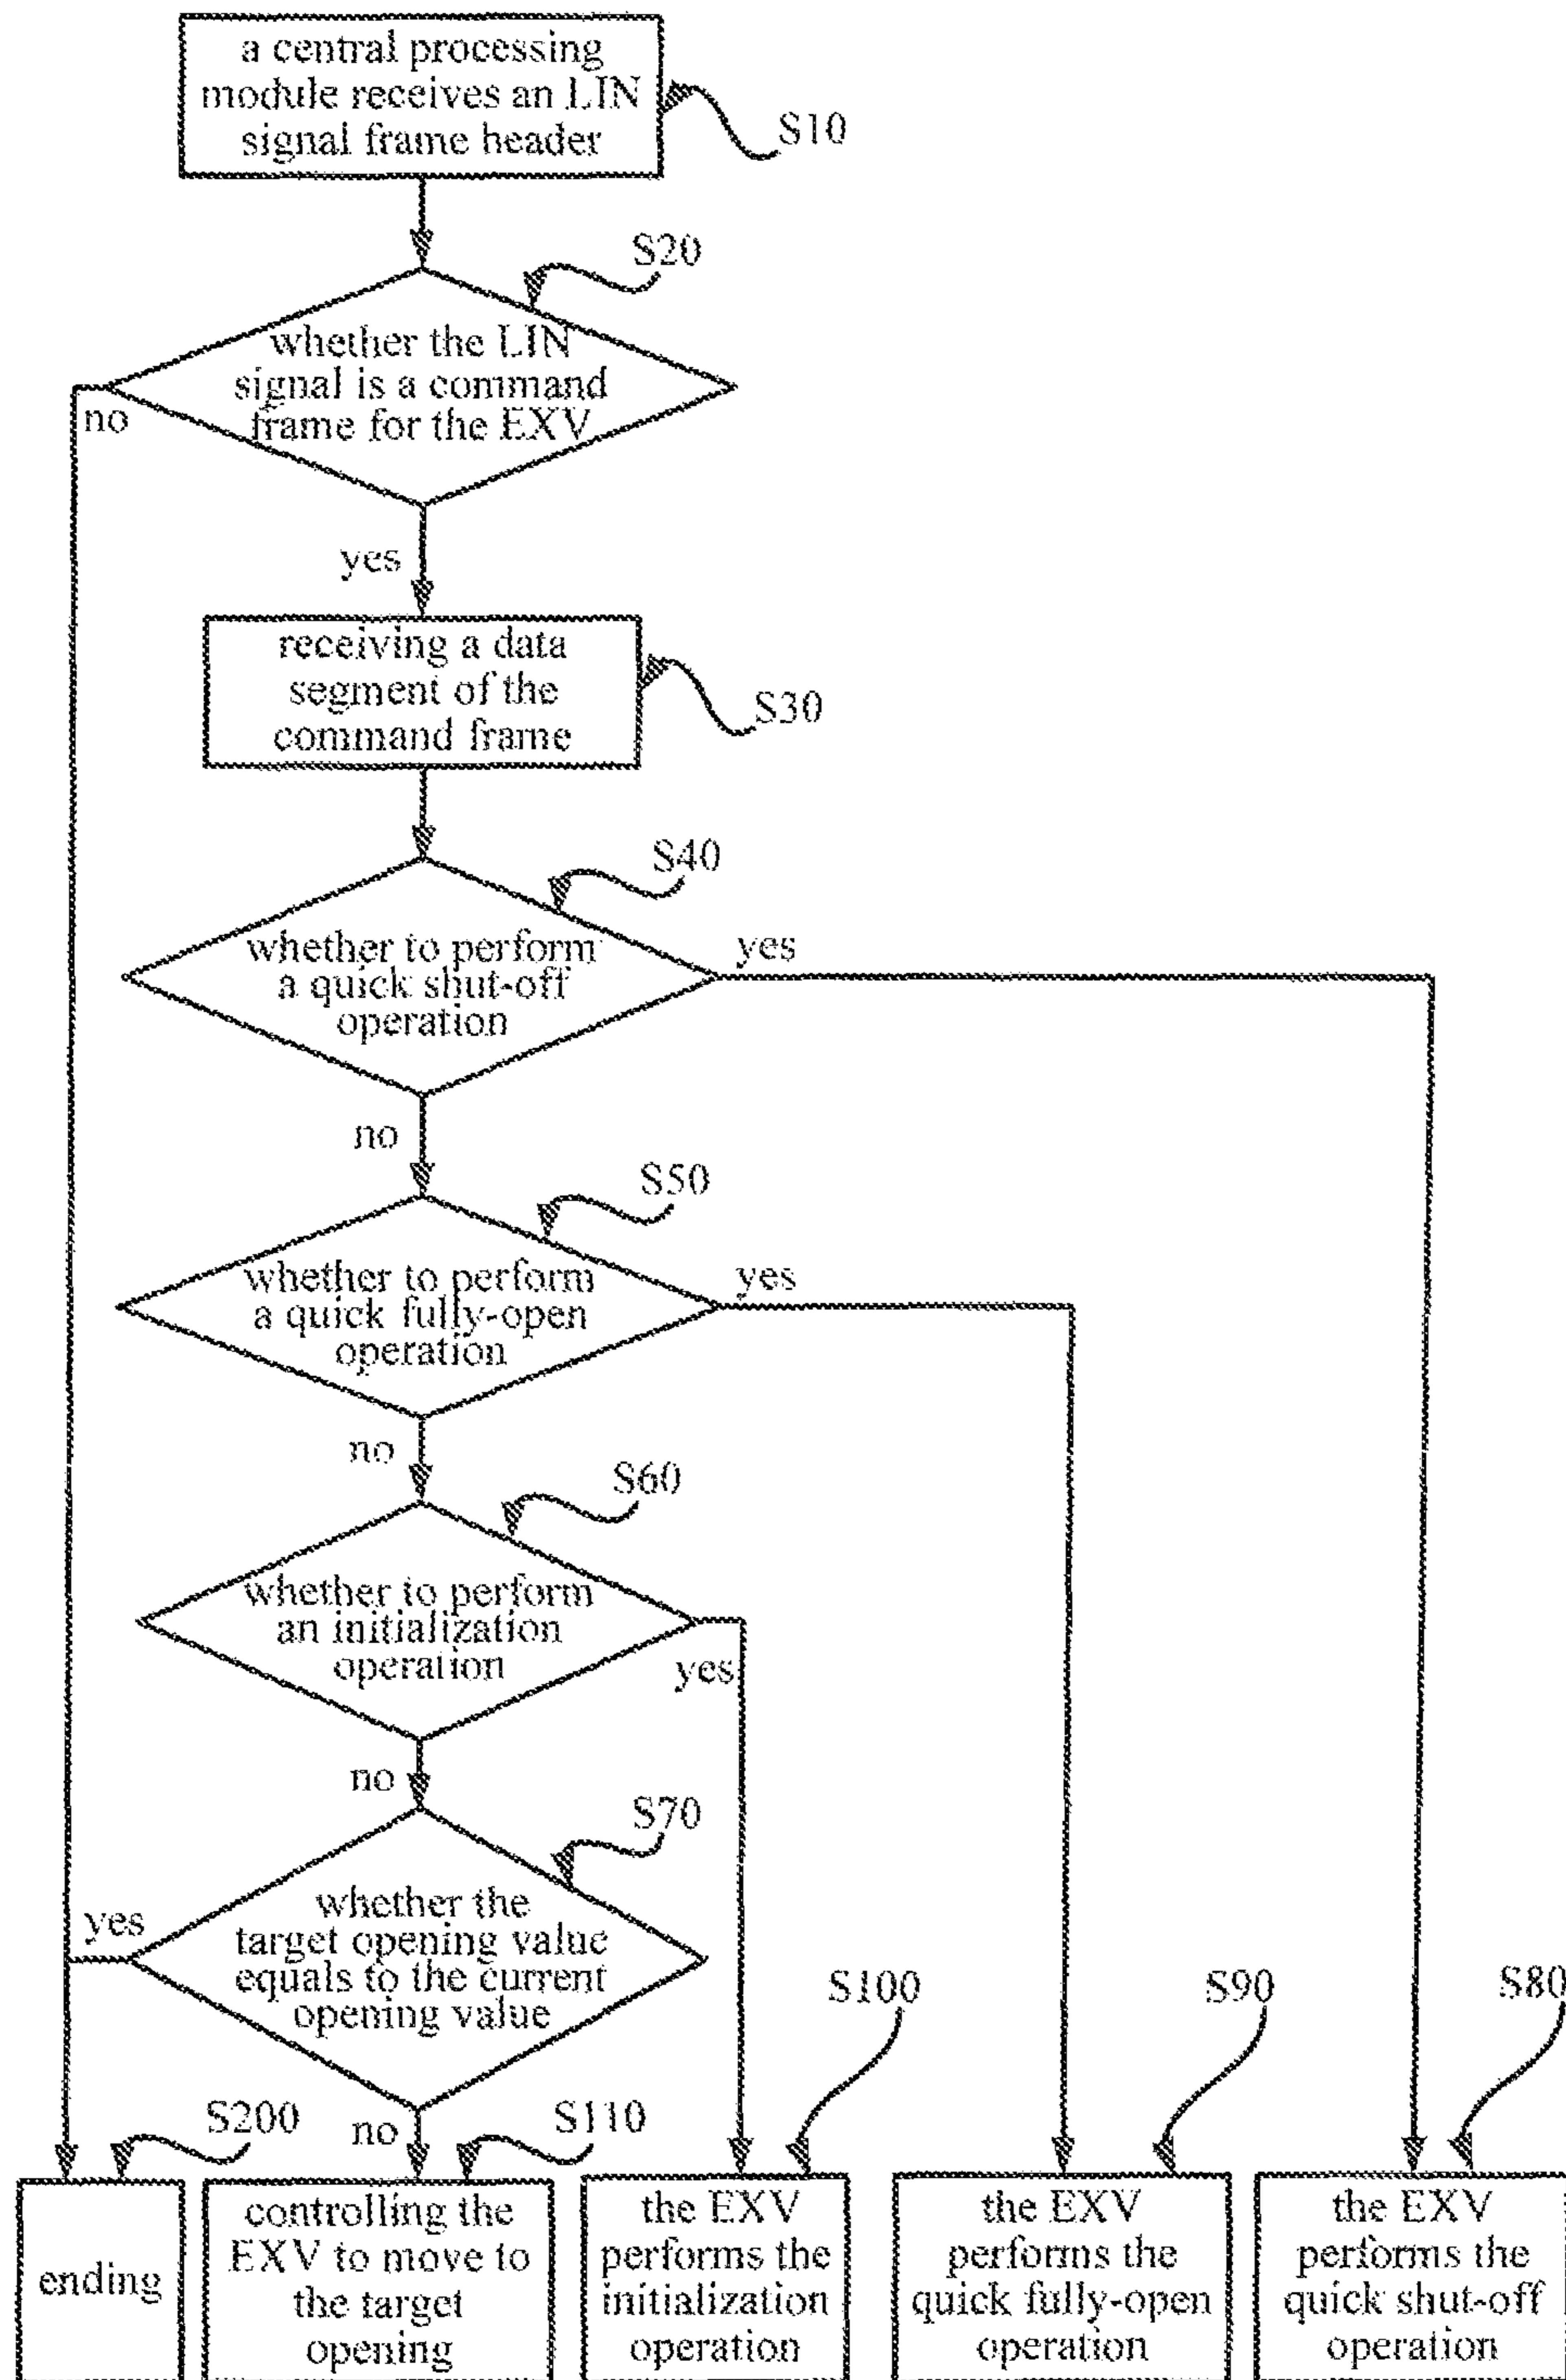 a central processing
module receives an LIN
signal frame header
S10
S20
whether the LIN
signal is a command
frame for the EXV
no
yes
receiving a data
segment of the
command frame
S30
S40
whether to perform
a quick shut-off
operation
yes
no
S50
whether to perform
a quick fully-open
operation
yes
no
S60
whether to perform
an initialization
operation
yes
no
S70
whether the
target opening value
equals to the current
opening value
yes
no
S200
S110
S100
S90
S80
ending
controlling the
EXV to move to
the target
opening
the EXV
performs the
initialization
operation
the EXV
performs the
quick fully-open
operation
the EXV
performs the
quick shut-off
operation